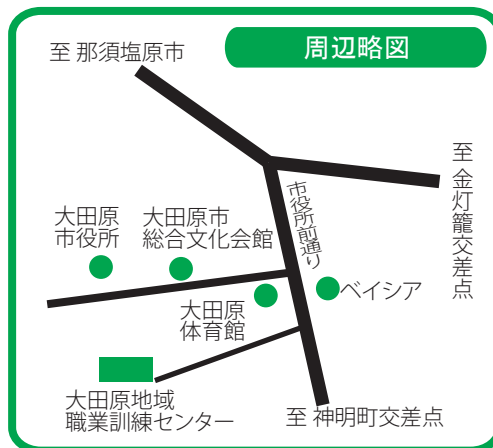 周辺略図
至 那須塩原市
至 金灯籠交差点
市役所前通り
大田原
市役所
大田原市
総合文化会館
大田原
体育館
ベイシア
大田原地域
職業訓練センター
至 神明町交差点